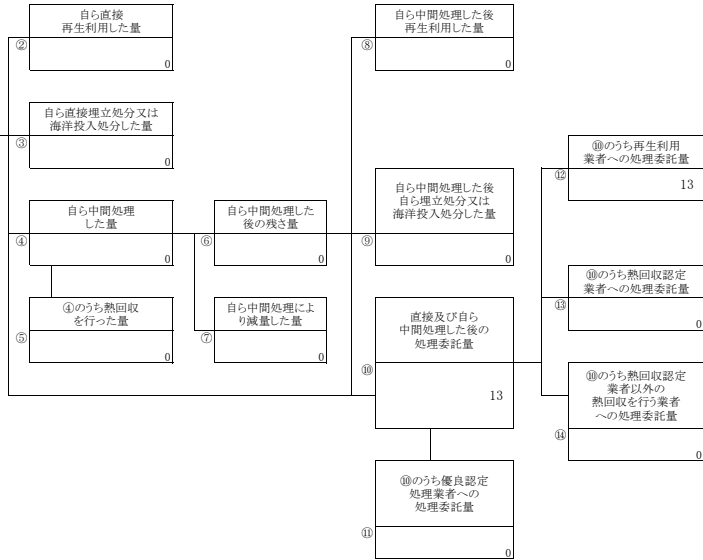 自ら直接
再生利用した量
②
0
自ら直接埋立処分又は
海洋投入処分した量
③
0
自ら中間処理
した量
④
0
④のうち熱回収
を行った量
⑤
0
自ら中間処理した
後の残さ量
⑥
0
自ら中間処理によ
り減量した量
⑦
0
自ら中間処理した後
再生利用した量
⑧
0
自ら中間処理した後
自ら埋立処分又は
海洋投入処分した量
⑨
0
直接及び自ら
中間処理した後の
処理委託量
⑩
13
⑩のうち優良認定
処理業者への
処理委託量
⑪
0
⑩のうち再生利用
業者への処理委託量
⑫
13
⑩のうち熱回収認定
業者への処理委託量
⑬
0
⑩のうち熱回収認定
業者以外の
熱回収を行う業者
への処理委託量
⑭
0